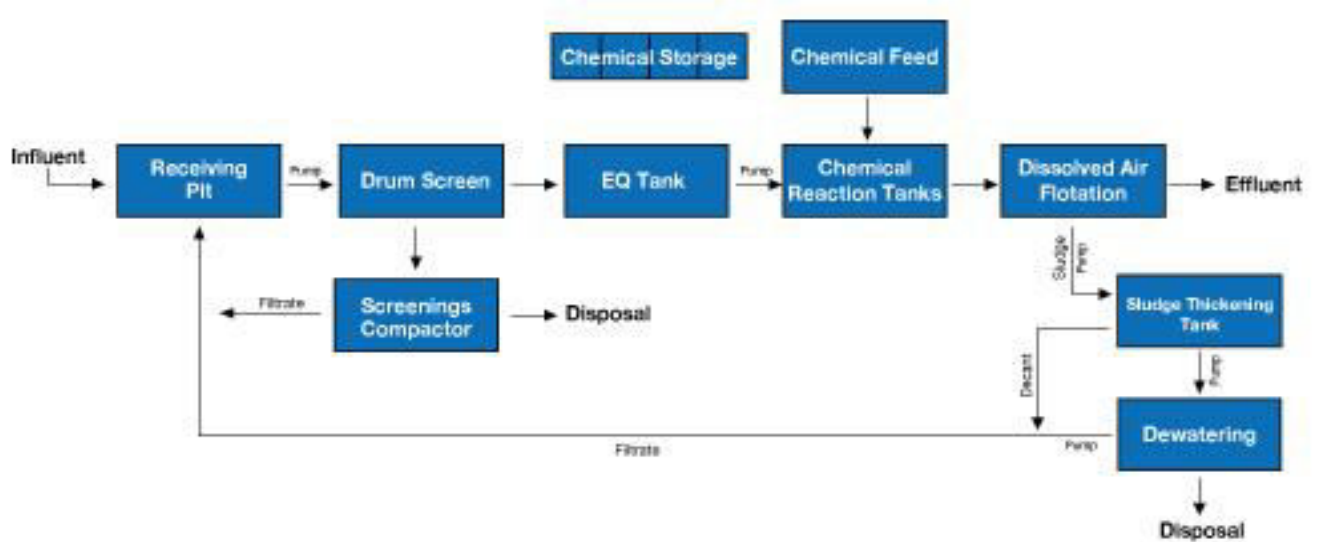 Chemical Storage
Chemical Feed
Influent
Receiving
Pit
Pump
Drum Screen
EQ Tank
Pump
Chemical
Reaction Tanks
Dissolved Air
Flotation
Effluent
Sludge
Pump
Filtrate
Screenings
Compactor
Disposal
Sludge Thickening
Tank
Decant
Pump
Dewatering
Pump
Filtrate
Disposal